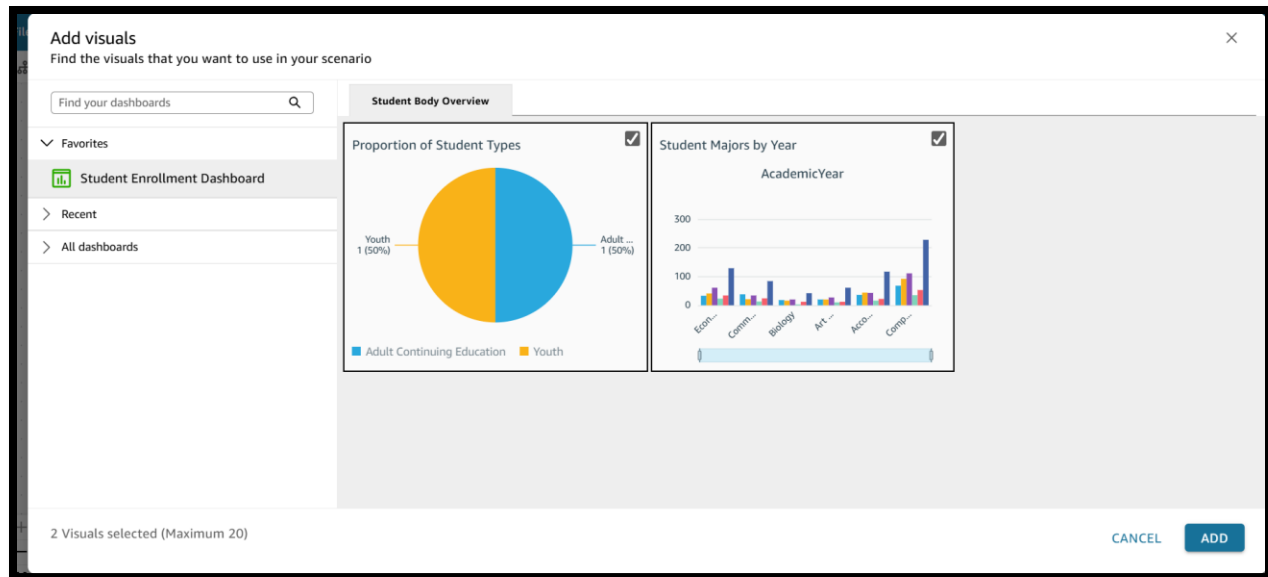 Add visuals
Find the visuals that you want to use in your scenario
Find your dashboards
Favorites
Student Enrollment Dashboard
Recent
All dashboards
Student Body Overview
Proportion of Student Types
Youth
1 (50%)
Adult ...
1 (50%)
Adult Continuing Education Youth
Student Majors by Year
AcademicYear
300
200
100
0
Econ...
Comm...
Biology
Art ...
Acco...
Comp...
2 Visuals selected (Maximum 20)
CANCEL
ADD